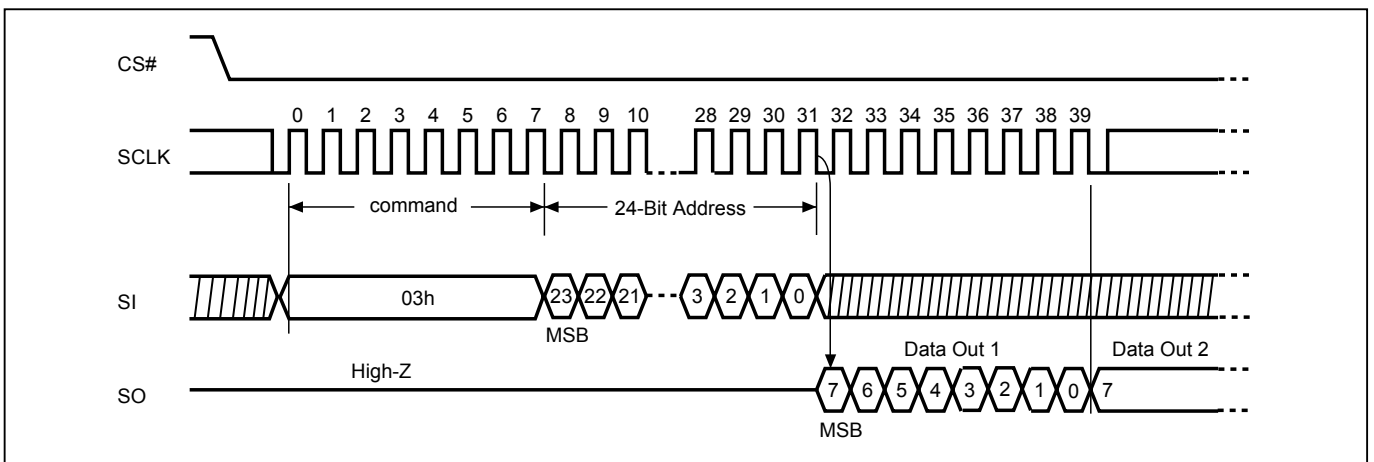 CS#
0 1 2 3 4 5 6 7 8 9 10 28 29 30 31 32 33 34 35 36 37 38 39
SCLK
command 24-Bit Address
SI 03h 23 22 21 3 2 1 0
MSB
Data Out 1 Data Out 2
High-Z
SO 7 6 5 4 3 2 1 0 7
MSB